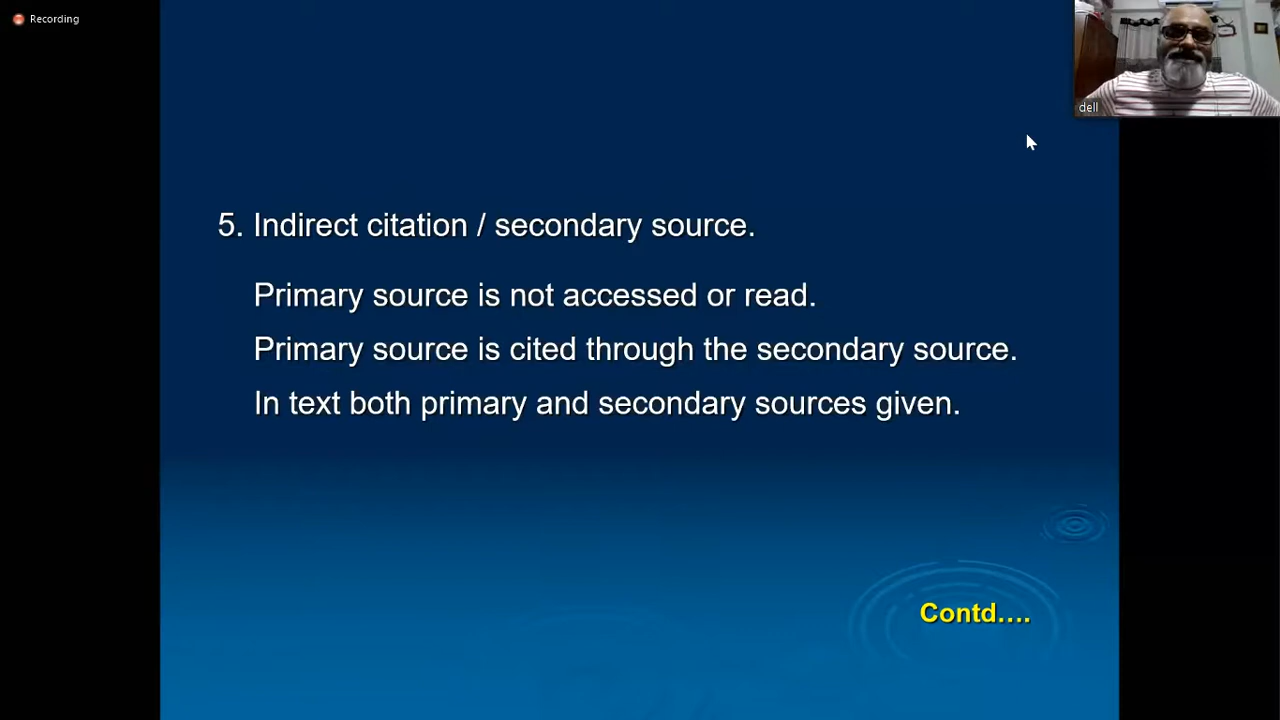 Recording
dell
5. Indirect citation / secondary source.
Primary source is not accessed or read.
Primary source is cited through the secondary source.
In text both primary and secondary sources given.
Contd….